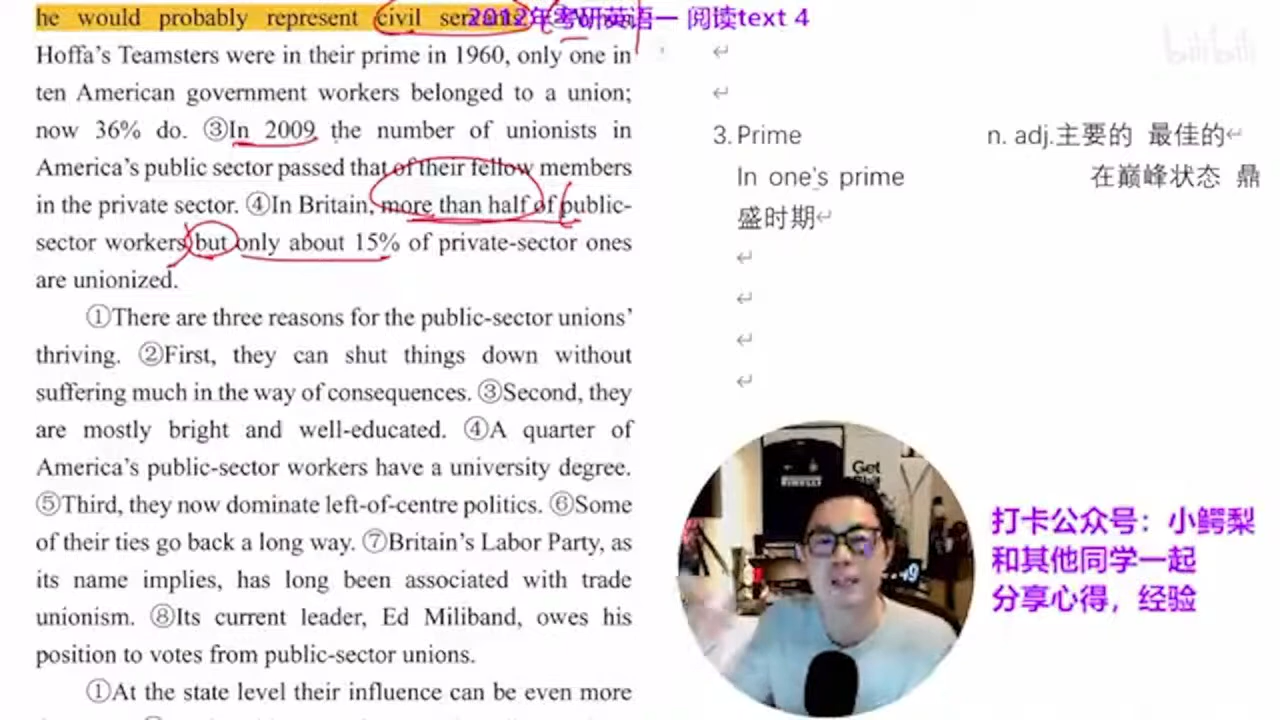 he would probably represent civil
2012年考研英语一 阅读text 4
Hoffa's Teamsters were in their prime in 1960, only one in
ten American government workers belonged to a union;
now 36% do. ③In 2009 the number of unionists in
America's public sector passed that of their fellow members
in the private sector. ④In Britain, more than half of public-
sector workers but only about 15% of private-sector ones
are unionized.
①There are three reasons for the public-sector unions'
thriving. ②First, they can shut things down without
suffering much in the way of consequences. ③Second, they
are mostly bright and well-educated. ④A quarter of
America's public-sector workers have a university degree.
⑤Third, they now dominate left-of-centre politics. ⑥Some
of their ties go back a long way. ⑦Britain's Labor Party, as
its name implies, has long been associated with trade
unionism. ⑧Its current leader, Ed Miliband, owes his
position to votes from public-sector unions.
①At the state level their influence can be even more
bilibili
3. Prime n. adj.主要的 最佳的
In one's prime 在巅峰状态 鼎
盛时期
Get
PIRELLI
49
打卡公众号：小鳄梨
和其他同学一起
分享心得，经验